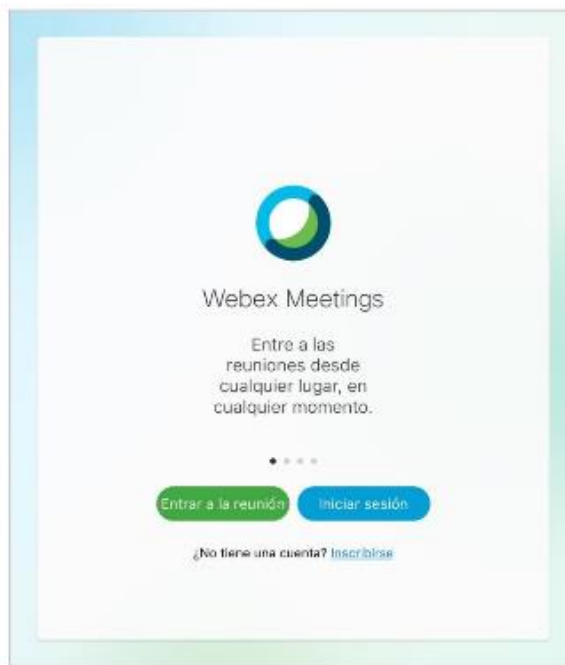 Webex Meetings
Entre a las
reuniones desde
cualquier lugar, en
cualquier momento.
Entrar a la reunión Iniciar sesión
¿No tiene una cuenta? Inscribirse